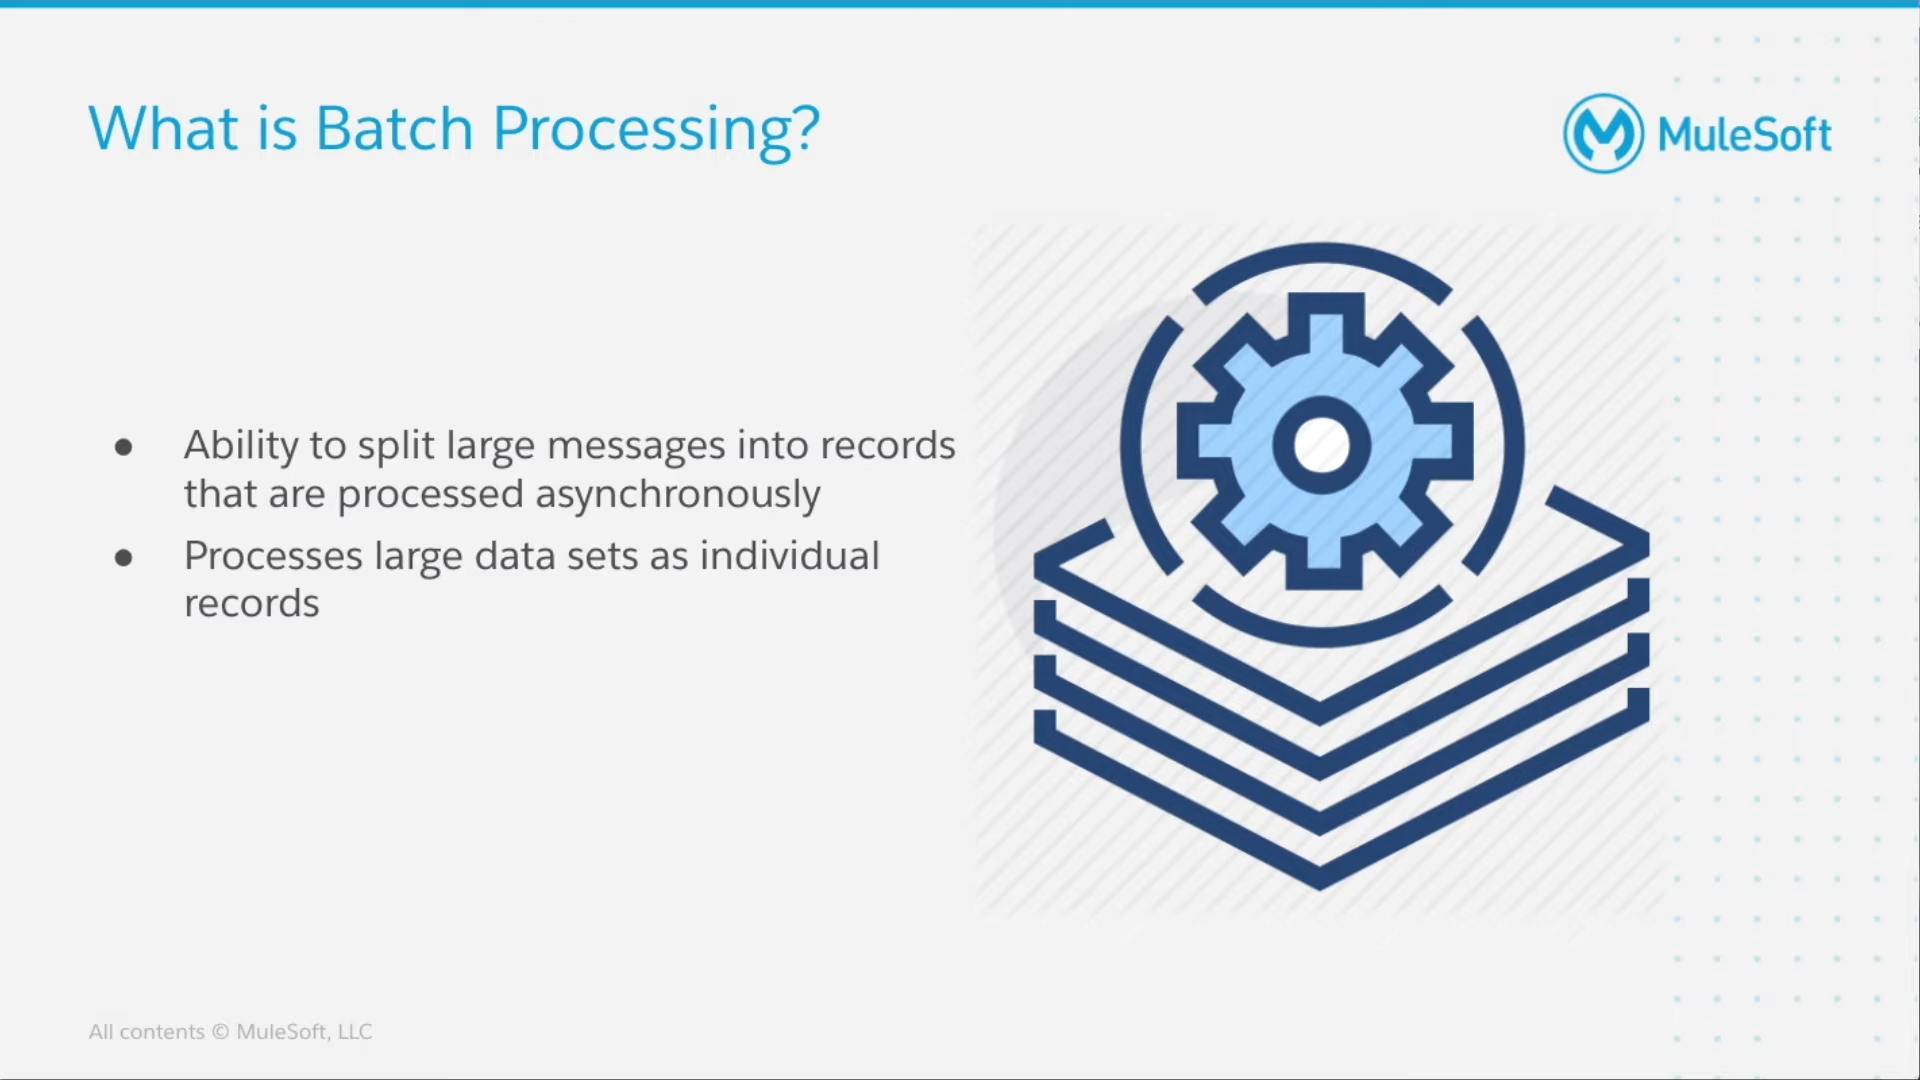 What is Batch Processing?
MuleSoft
● Ability to split large messages into records
that are processed asynchronously
● Processes large data sets as individual
records
All contents © MuleSoft, LLC